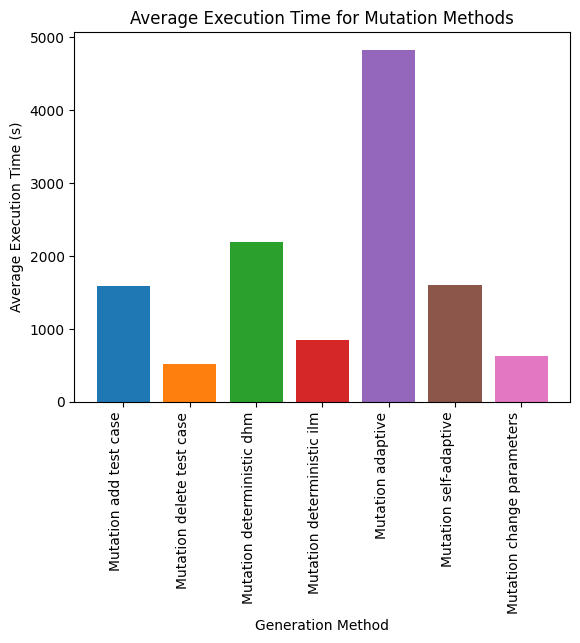 Average Execution Time for Mutation Methods
Average Execution Time (s)
5000
4000
3000
2000
1000
0
Mutation add test case
Mutation delete test case
Mutation deterministic dhm
Mutation deterministic ilm
Mutation adaptive
Mutation self-adaptive
Mutation change parameters
Generation Method